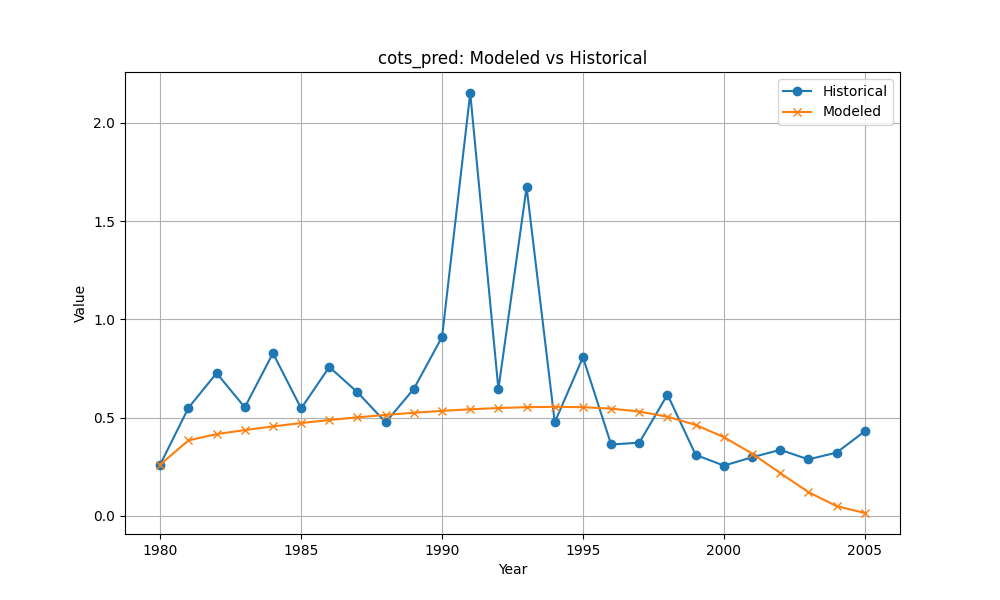 cots_pred: Modeled vs Historical
Historical
Modeled
Value
2.0
1.5
1.0
0.5
0.0
1980 1985 1990 1995 2000 2005
Year